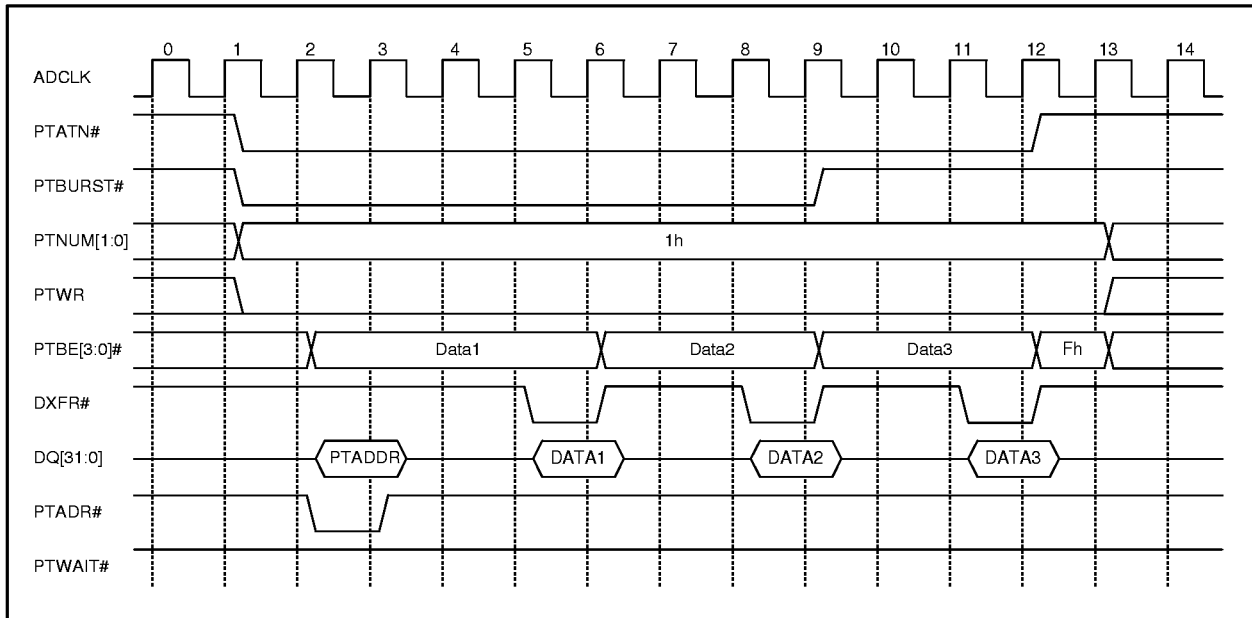 0 1 2 3 4 5 6 7 8 9 10 11 12 13 14
ADCLK
PTATN#
PTBURST#
PTNUM[1:0] 1h
PTWR
PTBE[3:0]# Data1 Data2 Data3 Fh
DXFR#
DQ[31:0] PTADDR DATA1 DATA2 DATA3
PTADR#
PTWAIT#